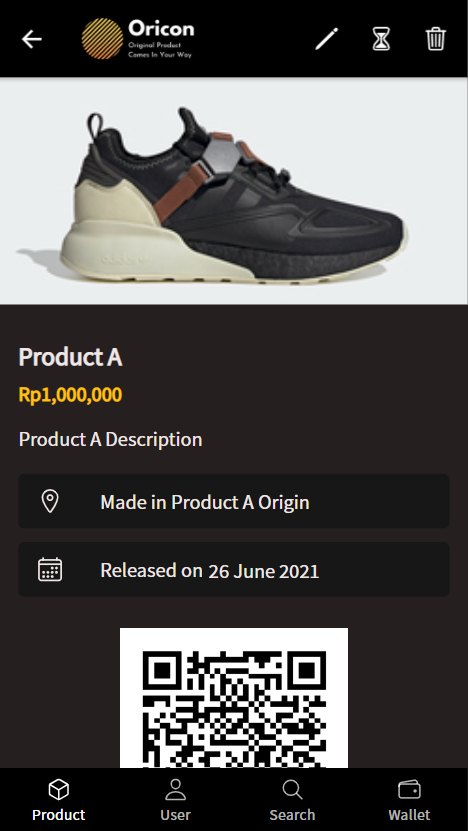 Oricon
Original Product
Comes In Your Way
adidas
Product A
Rp1,000,000
Product A Description
Made in Product A Origin
Released on 26 June 2021
Product
User
Search
Wallet